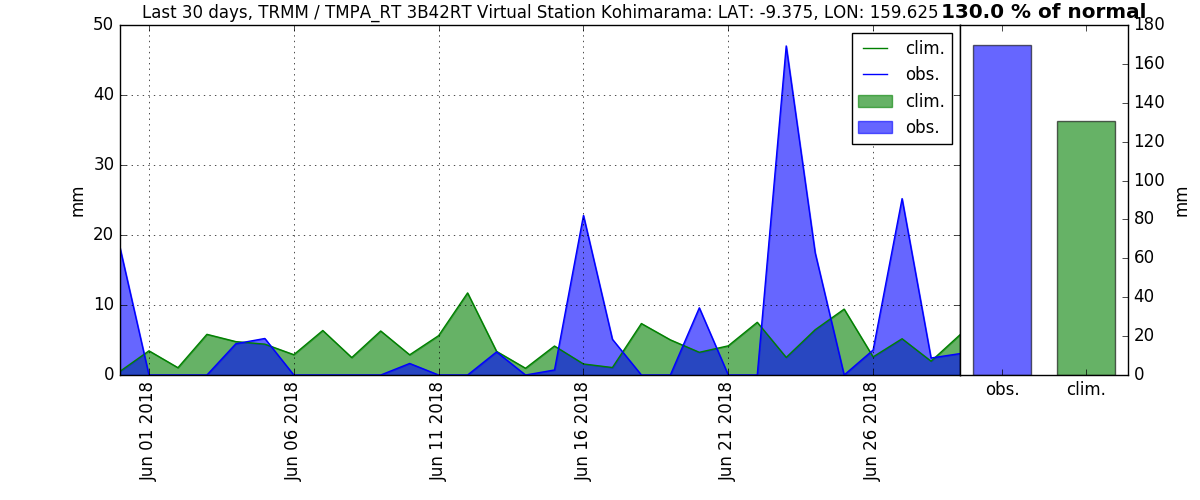 Last 30 days, TRMM / TMPA_RT 3B42RT Virtual Station Kohimarama: LAT: -9.375, LON: 159.625
130.0 % of normal
50
40
30
20
10
0
mm
clim.
obs.
clim.
obs.
Jun 01 2018
Jun 06 2018
Jun 11 2018
Jun 16 2018
Jun 21 2018
Jun 26 2018
180
160
140
120
100
80
60
40
20
0
mm
obs.
clim.